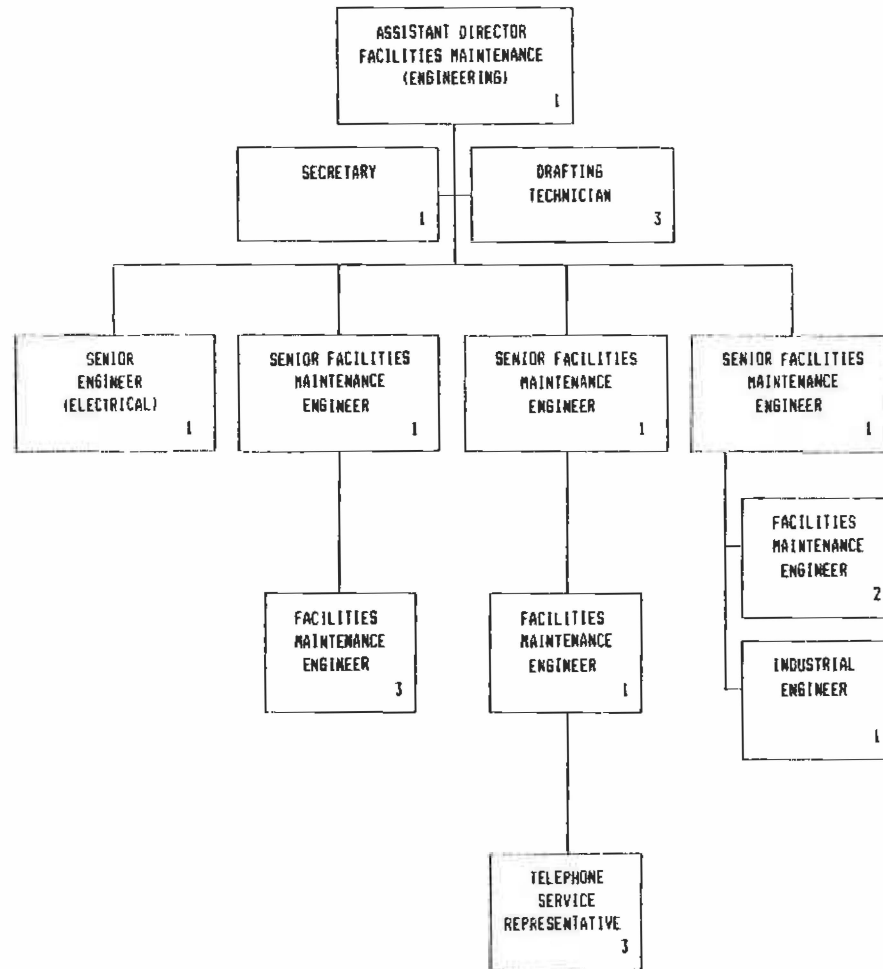 ASSISTANT DIRECTOR
FACILITIES MAINTENANCE
(ENGINEERING)
1
SECRETARY
1
DRAFTING
TECHNICIAN
3
SENIOR
ENGINEER
(ELECTRICAL)
1
SENIOR FACILITIES
MAINTENANCE
ENGINEER
1
SENIOR FACILITIES
MAINTENANCE
ENGINEER
1
SENIOR FACILITIES
MAINTENANCE
ENGINEER
1
FACILITIES
MAINTENANCE
ENGINEER
2
FACILITIES
MAINTENANCE
ENGINEER
3
FACILITIES
MAINTENANCE
ENGINEER
1
INDUSTRIAL
ENGINEER
1
TELEPHONE
SERVICE
REPRESENTATIVE
3